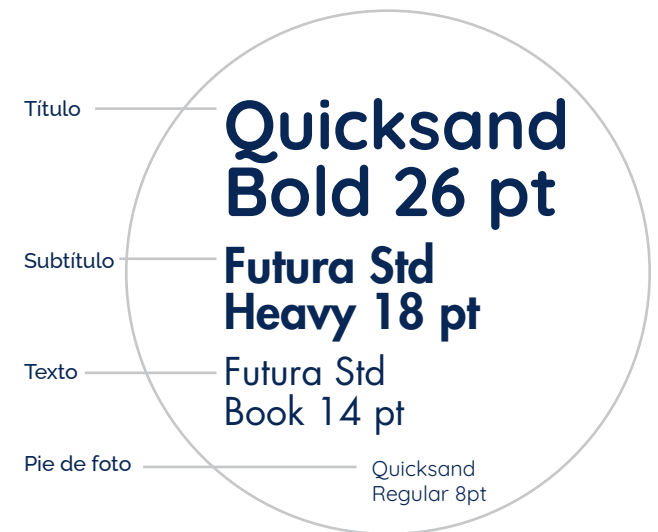 Título
Quicksand
Bold 26 pt
Subtítulo
Futura Std
Heavy 18 pt
Texto
Futura Std
Book 14 pt
Pie de foto
Quicksand
Regular 8pt